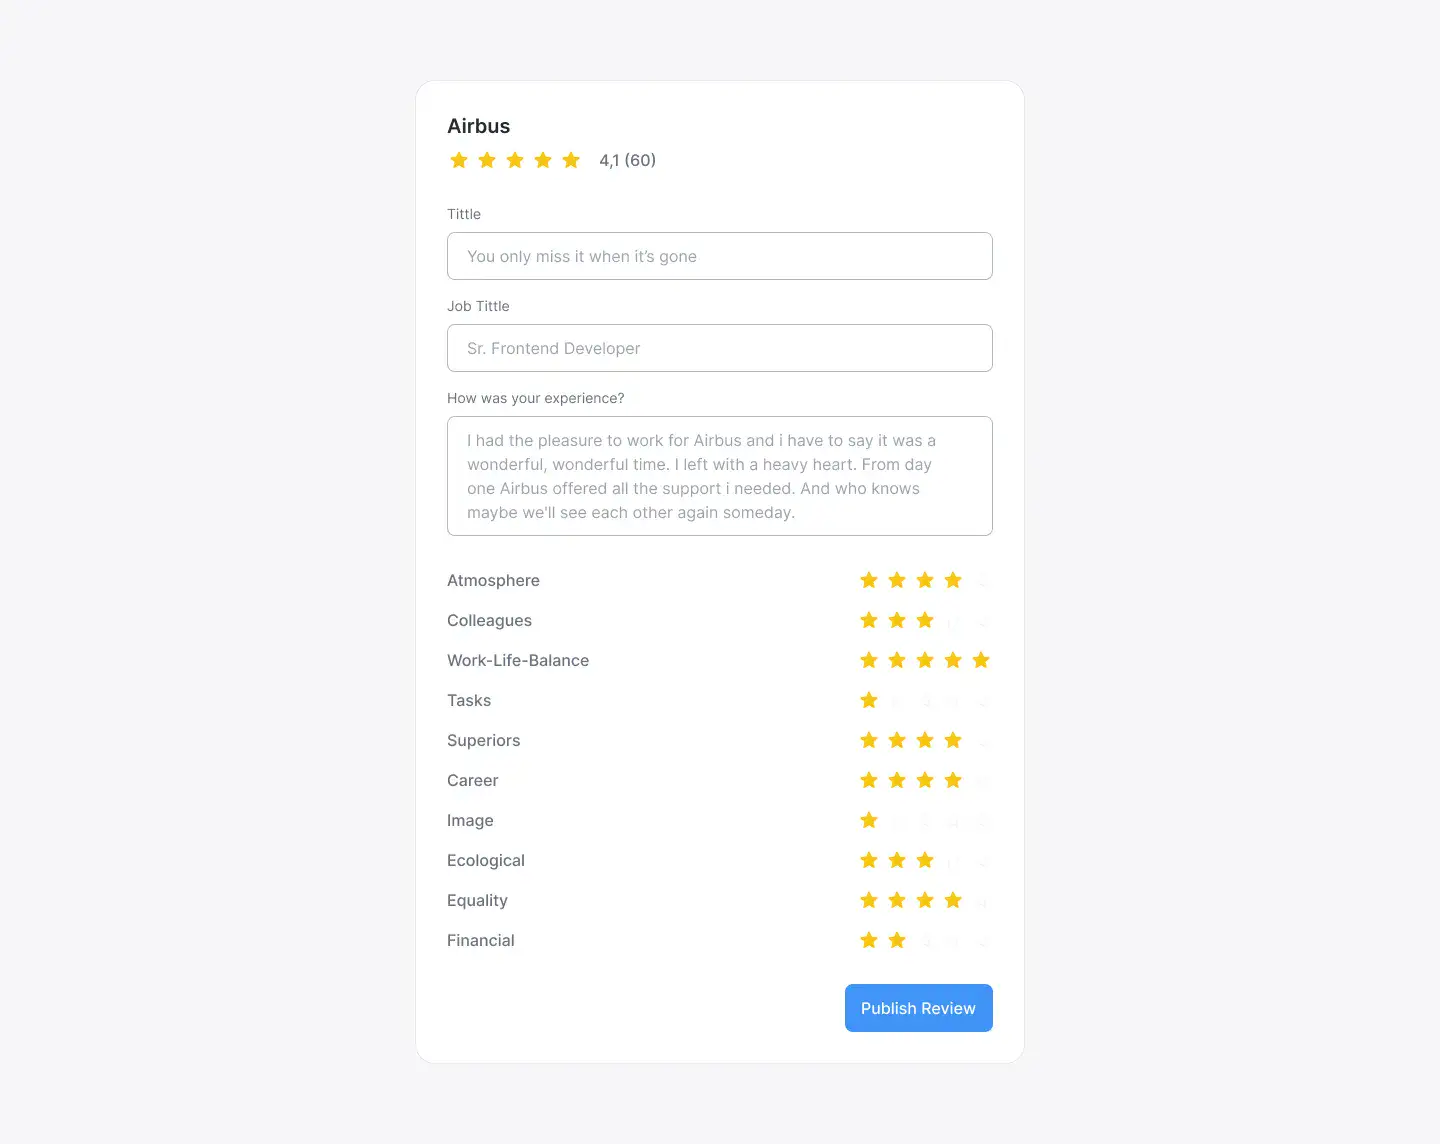 Airbus
4,1 (60)
Tittle
You only miss it when it’s gone
Job Tittle
Sr. Frontend Developer
How was your experience?
I had the pleasure to work for Airbus and i have to say it was a
wonderful, wonderful time. I left with a heavy heart. From day
one Airbus offered all the support i needed. And who knows
maybe we'll see each other again someday.
Atmosphere
Colleagues
Work-Life-Balance
Tasks
Superiors
Career
Image
Ecological
Equality
Financial
Publish Review